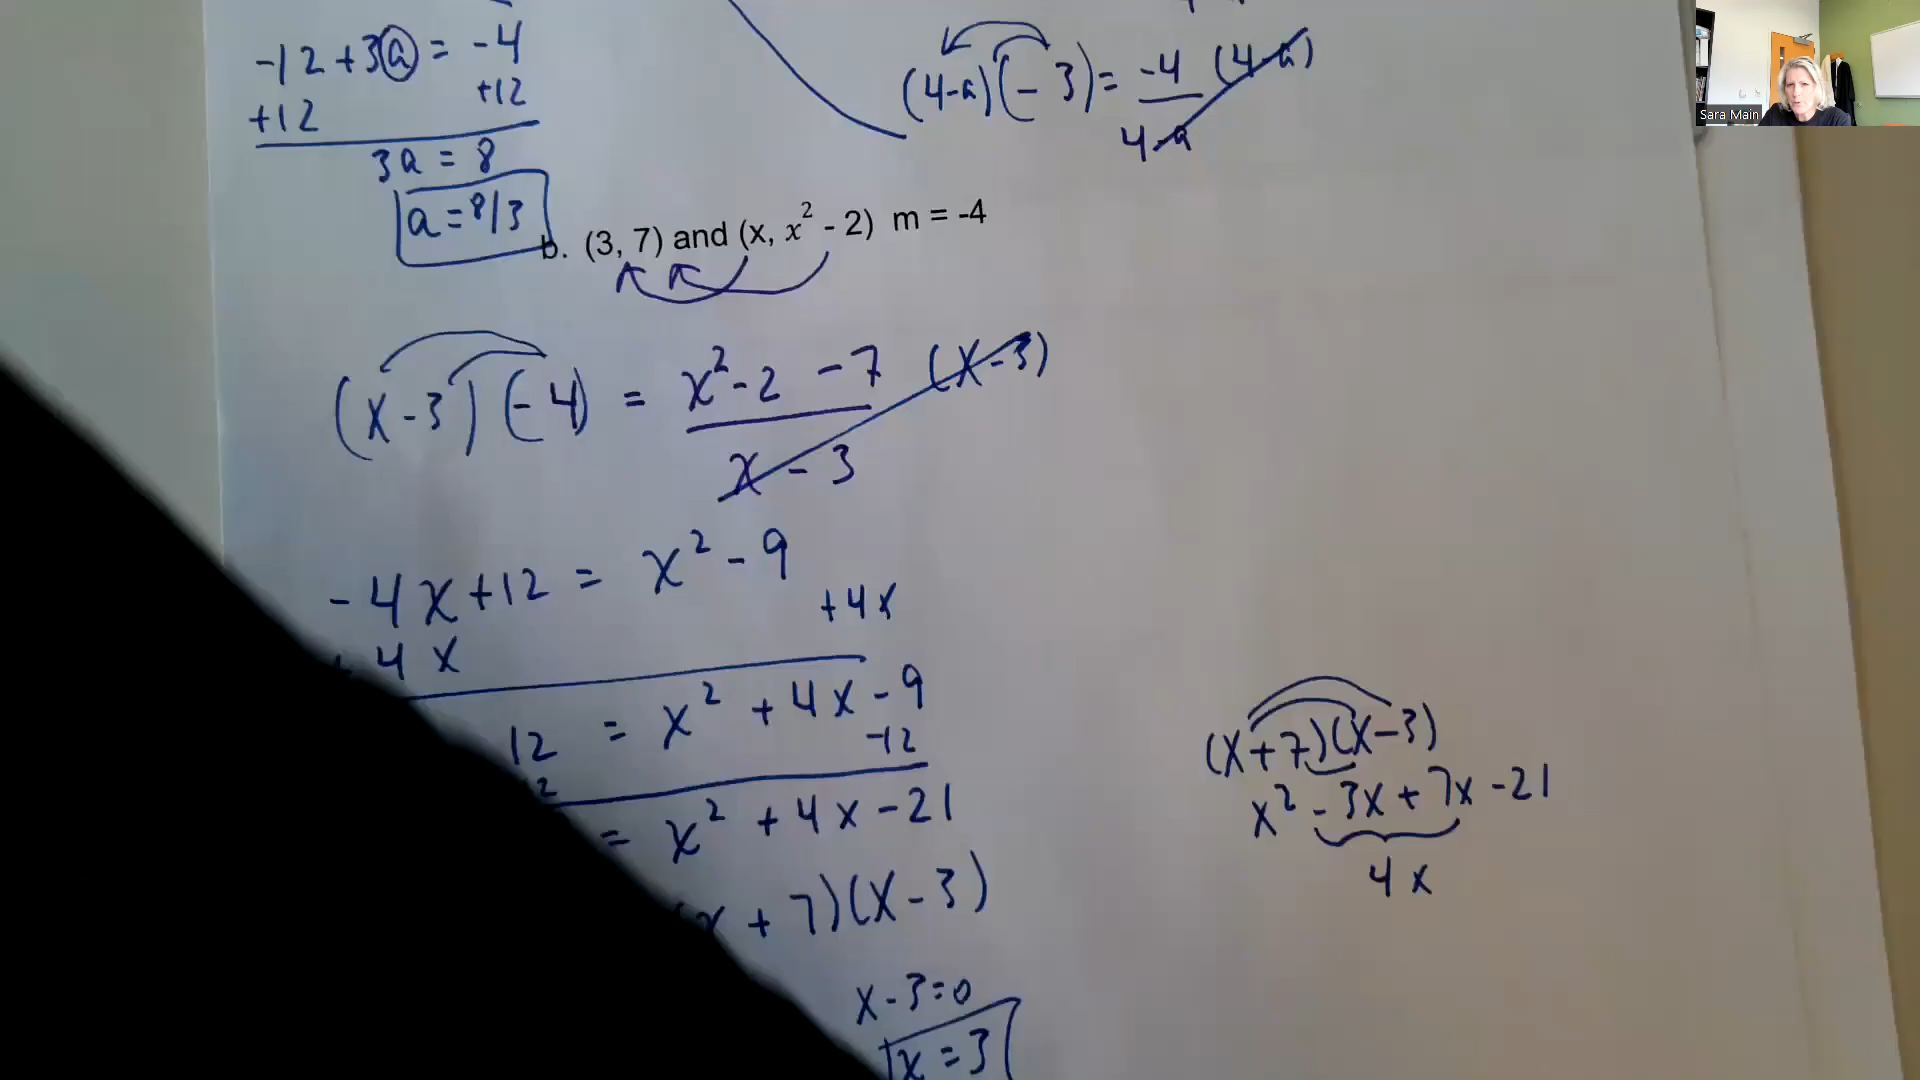 -12 + 3a = -4
+12 +12
3a = 8
a = 8/3
(4-a)(-3) = -4/(4-a) (4-a)
Sara Main
b. (3, 7) and (x, x² - 2) m = -4
(x-3)(-4) = (x²-2-7)/(x-3) (x-3)
-4x+12 = x² - 9
+4x
4x
12 = x² + 4x - 9
-12
2
= x² + 4x - 21
(x + 7)(x - 3)
x - 3 = 0
x = 3
(x+7)(x-3)
x² - 3x + 7x - 21
4x